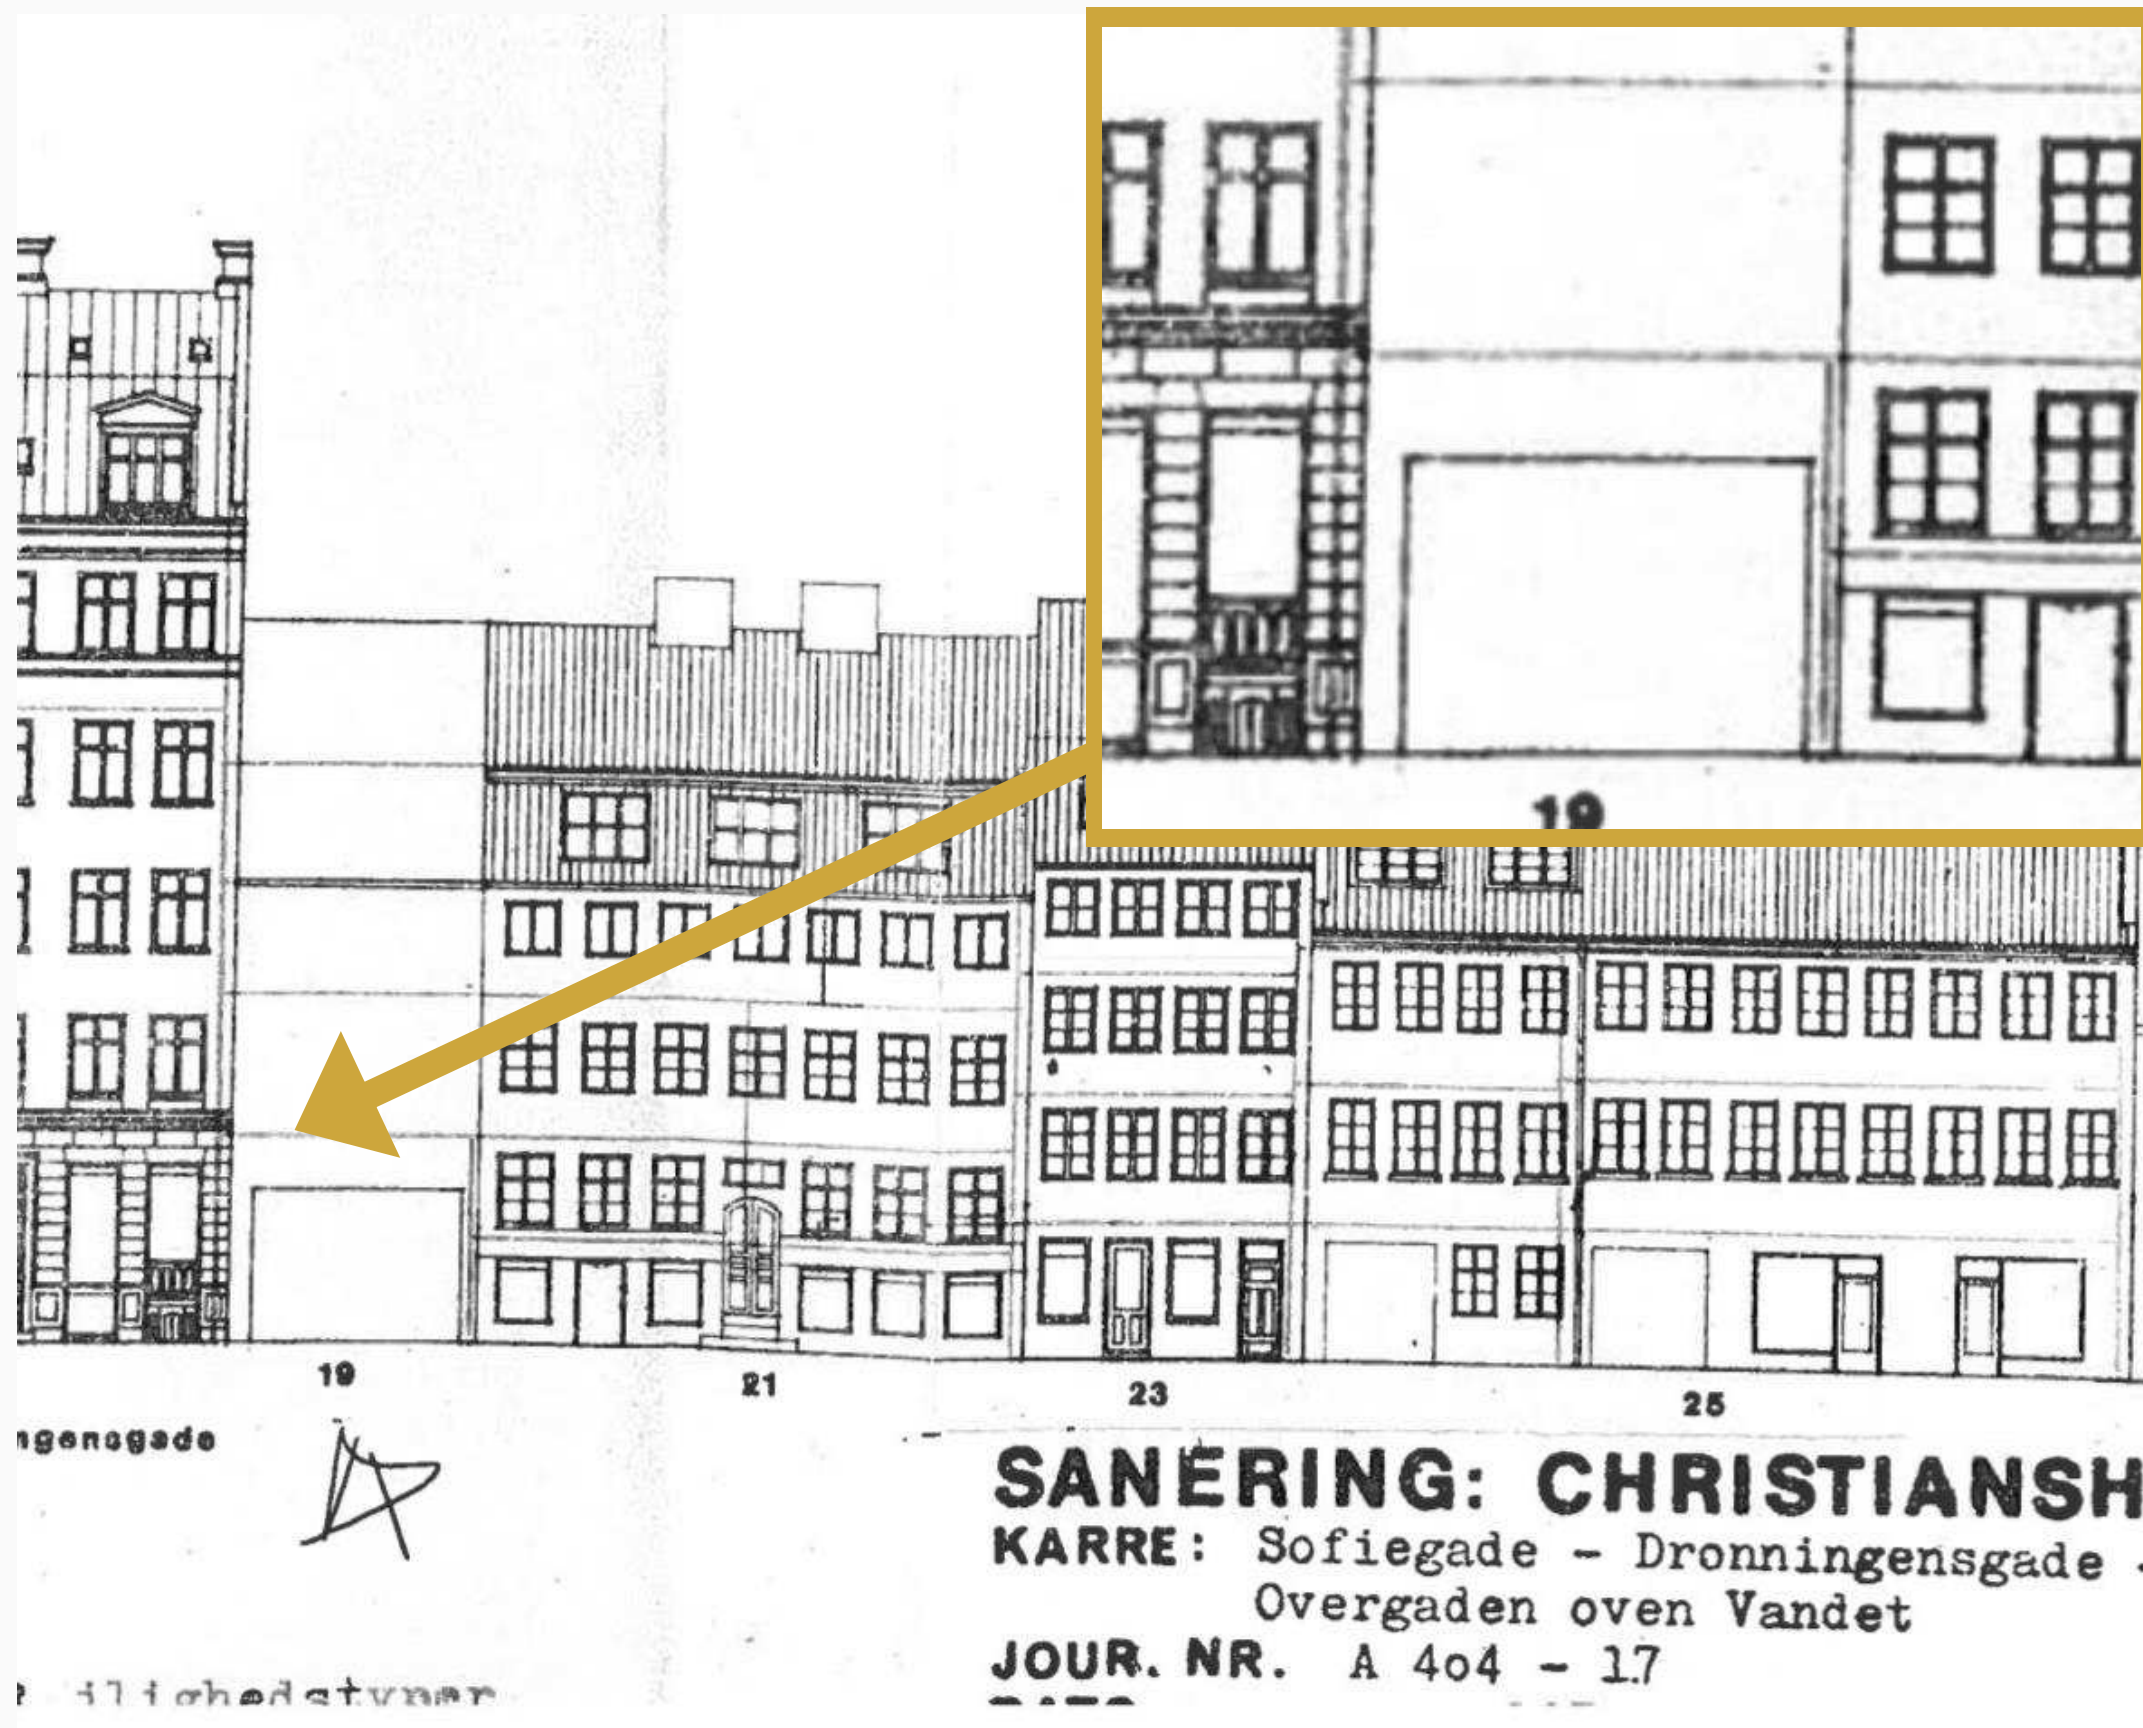 19
19
21
23
25
SANERING: CHRISTIANSH
KARRE: Sofiegade - Dronningensgade -
Overgaden oven Vandet
JOUR. NR. A 4o4 - 17